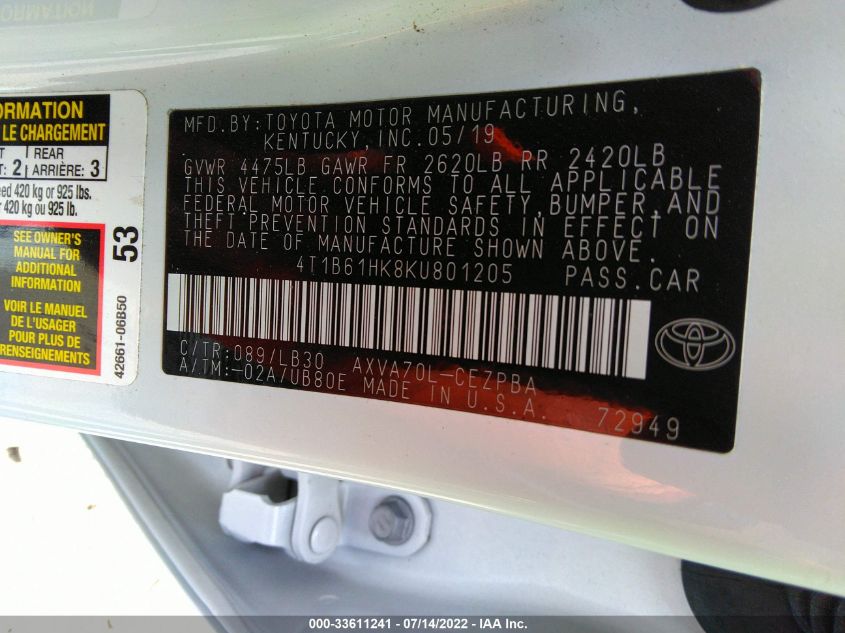 ORMATION
LE CHARGEMENT
2
REAR
ARRIÈRE: 3
420 kg or 925 lbs.
420 kg ou 925 lb.
SEE OWNER'S
MANUAL FOR
ADDITIONAL
INFORMATION
VOIR LE MANUEL
DE L'USAGER
POUR PLUS DE
RENSEIGNEMENTS
53
42661-06B50
MFD.BY:TOYOTA MOTOR MANUFACTURING,
KENTUCKY,INC.05/19
GVWR 4475LB GAWR FR 2620LB RR 2420LB
THIS VEHICLE CONFORMS TO ALL APPLICABLE
FEDERAL MOTOR VEHICLE SAFETY,BUMPER,AND
THEFT PREVENTION STANDARDS IN EFFECT ON
THE DATE OF MANUFACTURE SHOWN ABOVE.
4T1B61HK8KU801205 PASS.CAR
C/TR:089/LB30 AXVA70L-CEZPBA
A/TM:-02A/UB80E MADE IN U.S.A. 72949
000-33611241 - 07/14/2022 - IAA Inc.